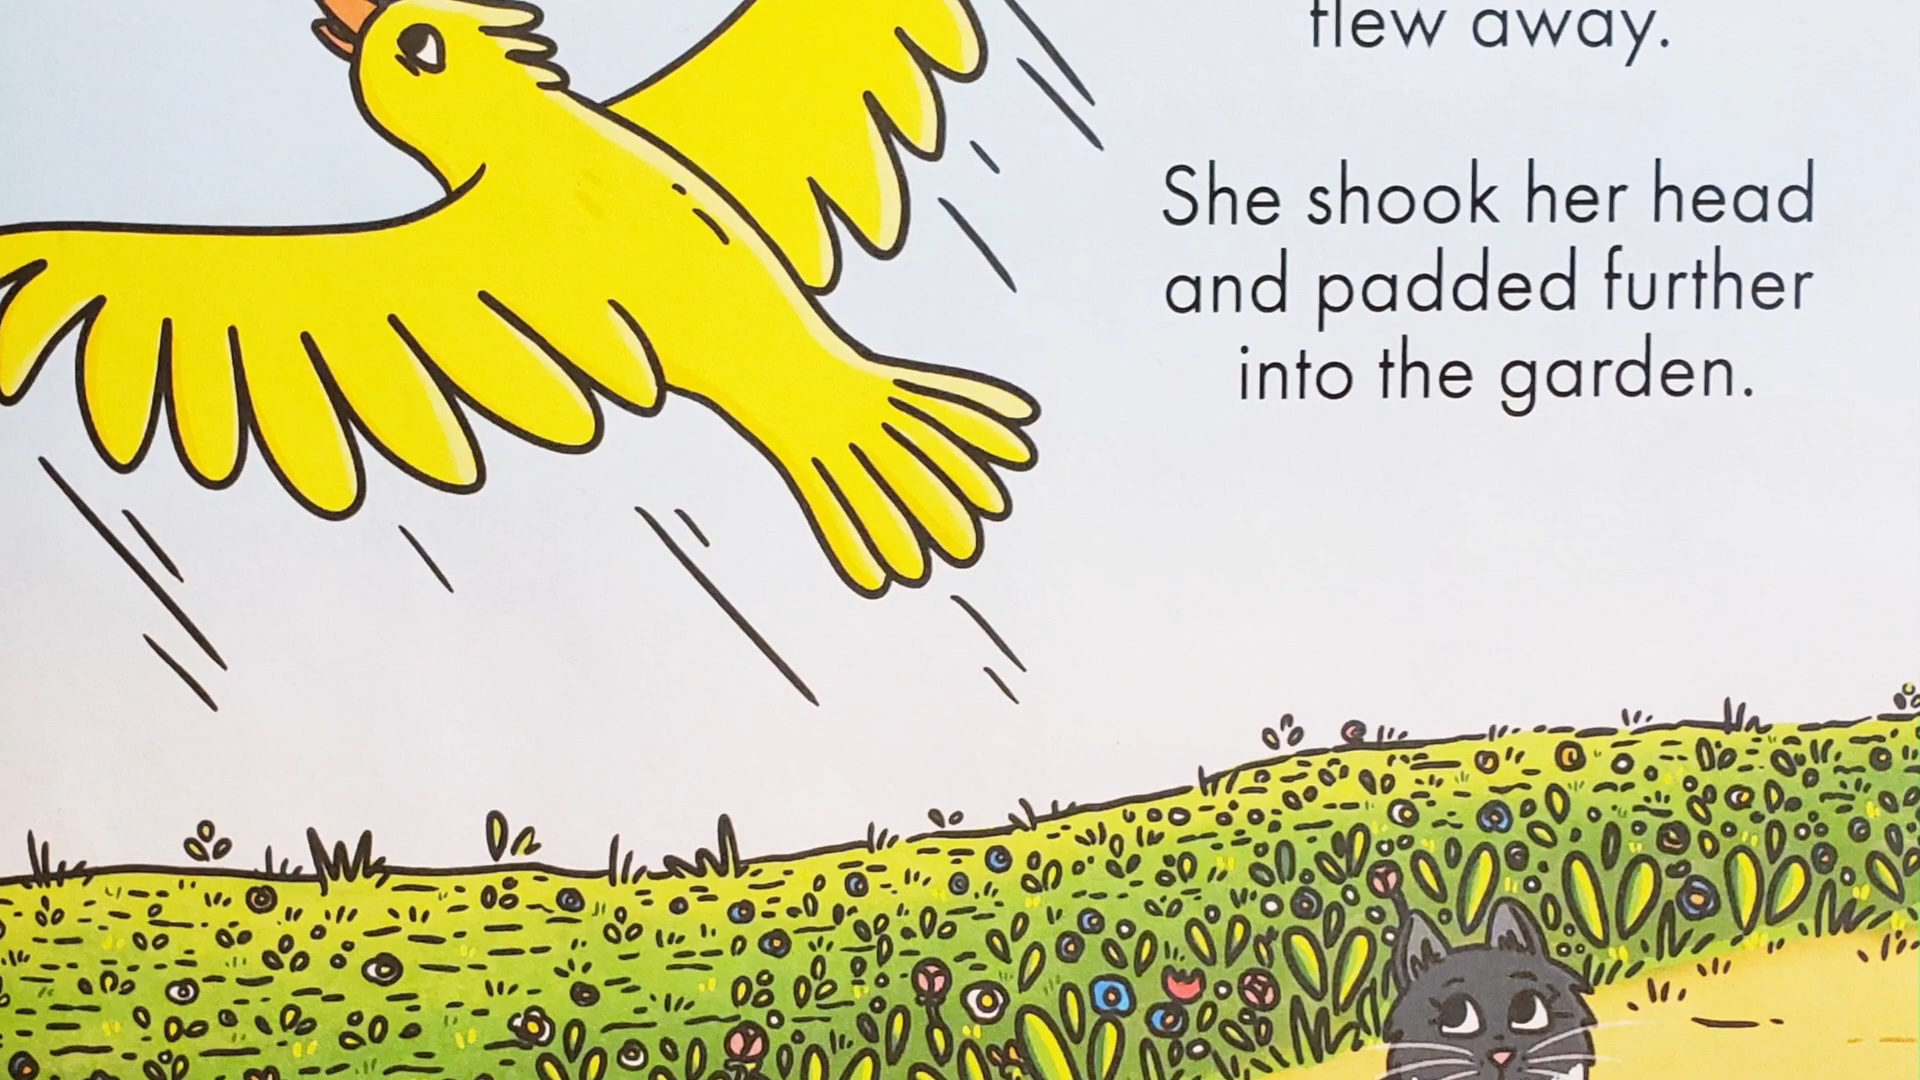 flew away.
She shook her head
and padded further
into the garden.